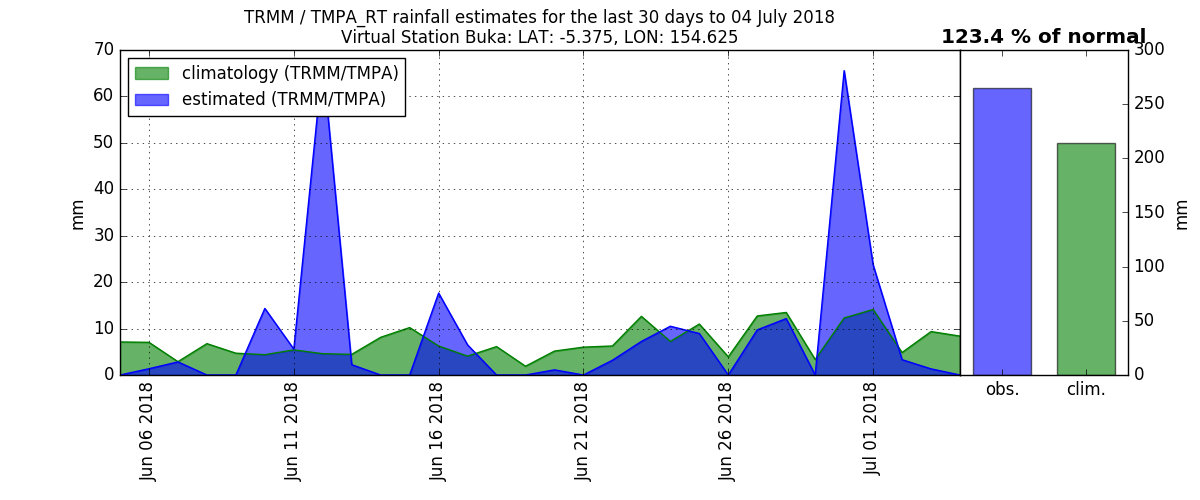 TRMM / TMPA_RT rainfall estimates for the last 30 days to 04 July 2018
Virtual Station Buka: LAT: -5.375, LON: 154.625
123.4 % of normal
climatology (TRMM/TMPA)
estimated (TRMM/TMPA)
mm
70
60
50
40
30
20
10
0
Jun 06 2018
Jun 11 2018
Jun 16 2018
Jun 21 2018
Jun 26 2018
Jul 01 2018
300
250
200
150
100
50
0
mm
obs.
clim.